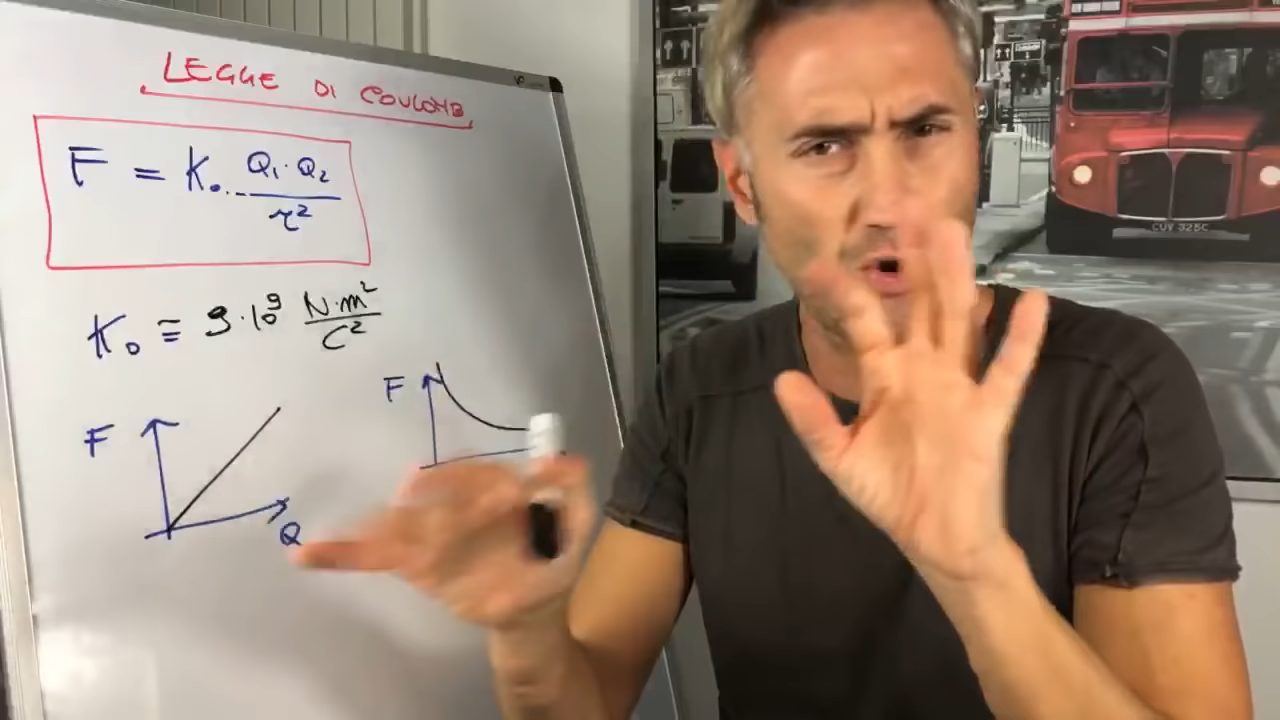 LEGGE DI COULOMB
F = K₀ · Q₁ · Q₂ / r²
K₀ ≡ 9·10⁹ N·m² / C²
F
F
Q
CUV 325C